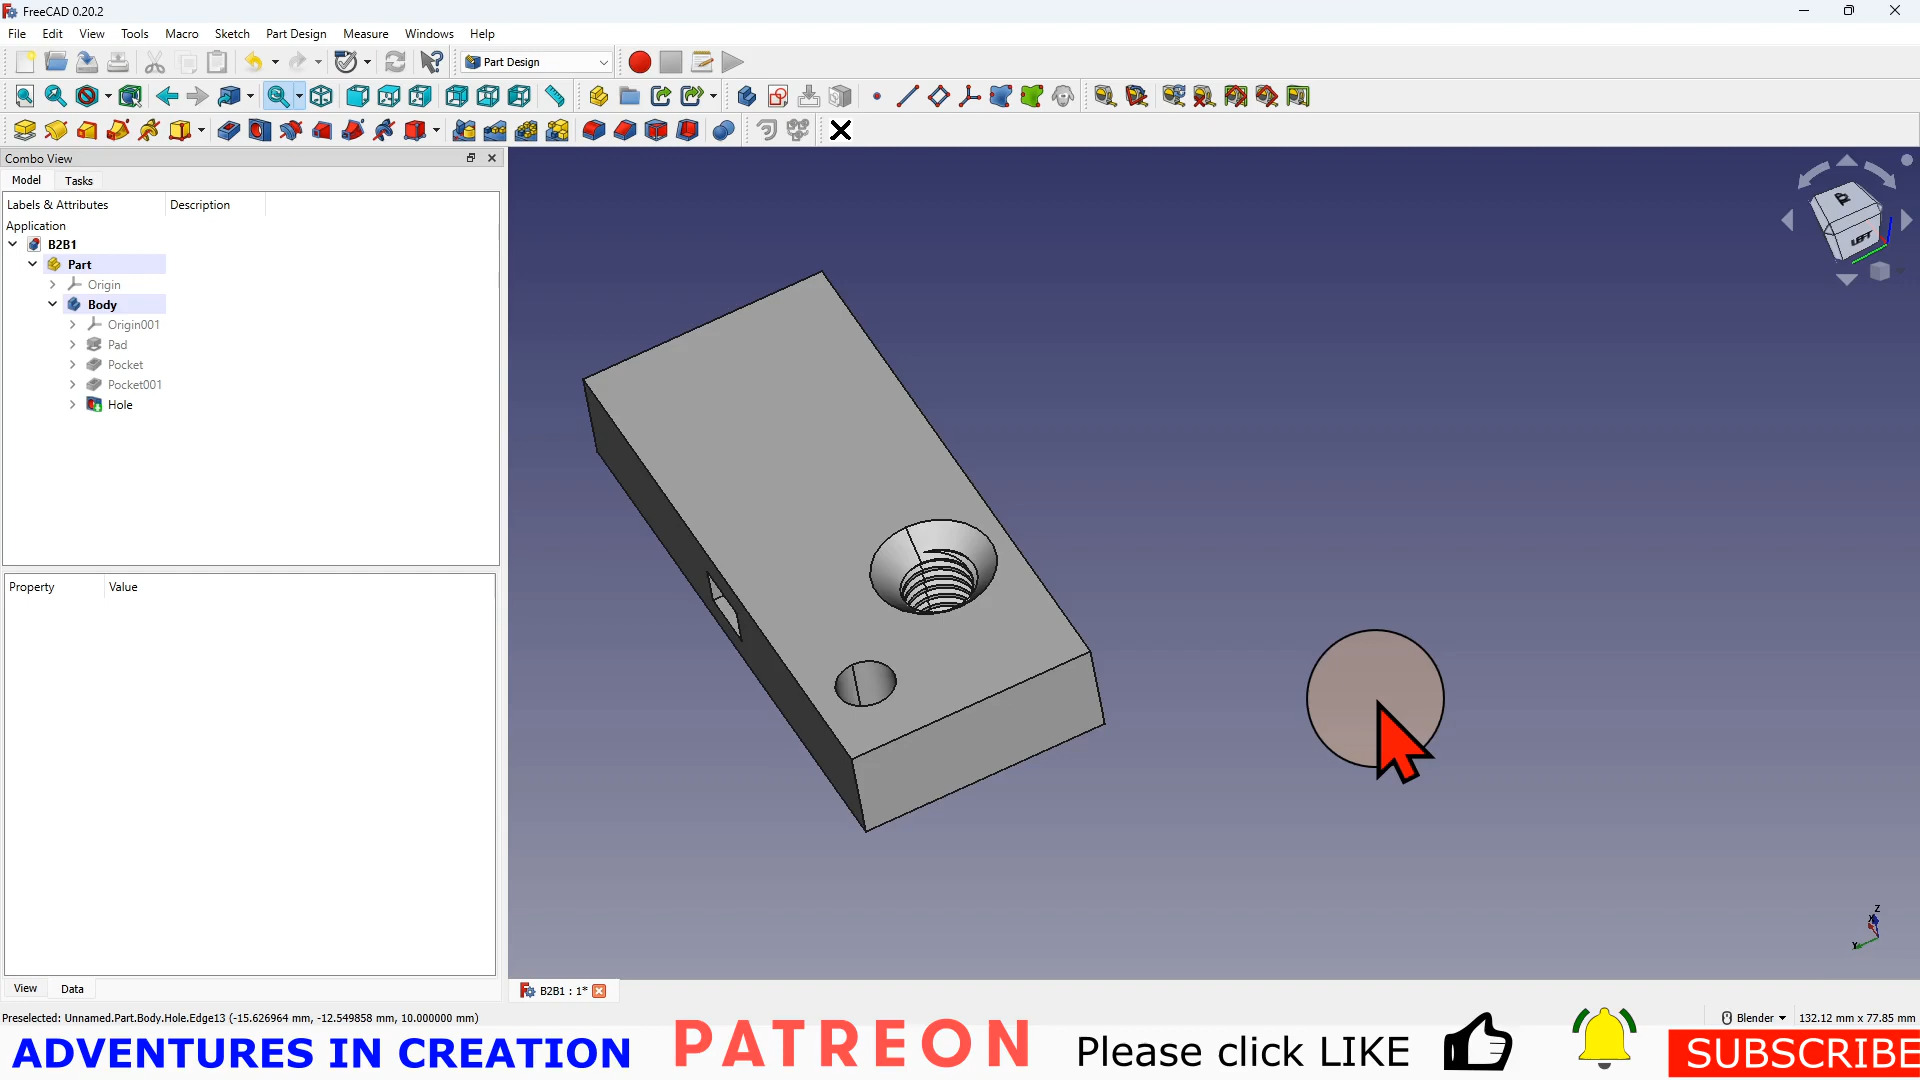 FreeCAD 0.20.2
File Edit View Tools Macro Sketch Part Design Measure Windows Help
Part Design
Combo View
Model Tasks
Labels & Attributes Description
Application
B2B1
Part
Origin
Body
Origin001
Pad
Pocket
Pocket001
Hole
LEFT
Property Value
Z
X
Y
View Data
B2B1 : 1*
Preselected: Unnamed.Part.Body.Hole.Edge13 (-15.626964 mm, -12.549858 mm, 10.000000 mm)
Blender 132.12 mm x 77.85 mm
ADVENTURES IN CREATION PATREON Please click LIKE SUBSCRIBE